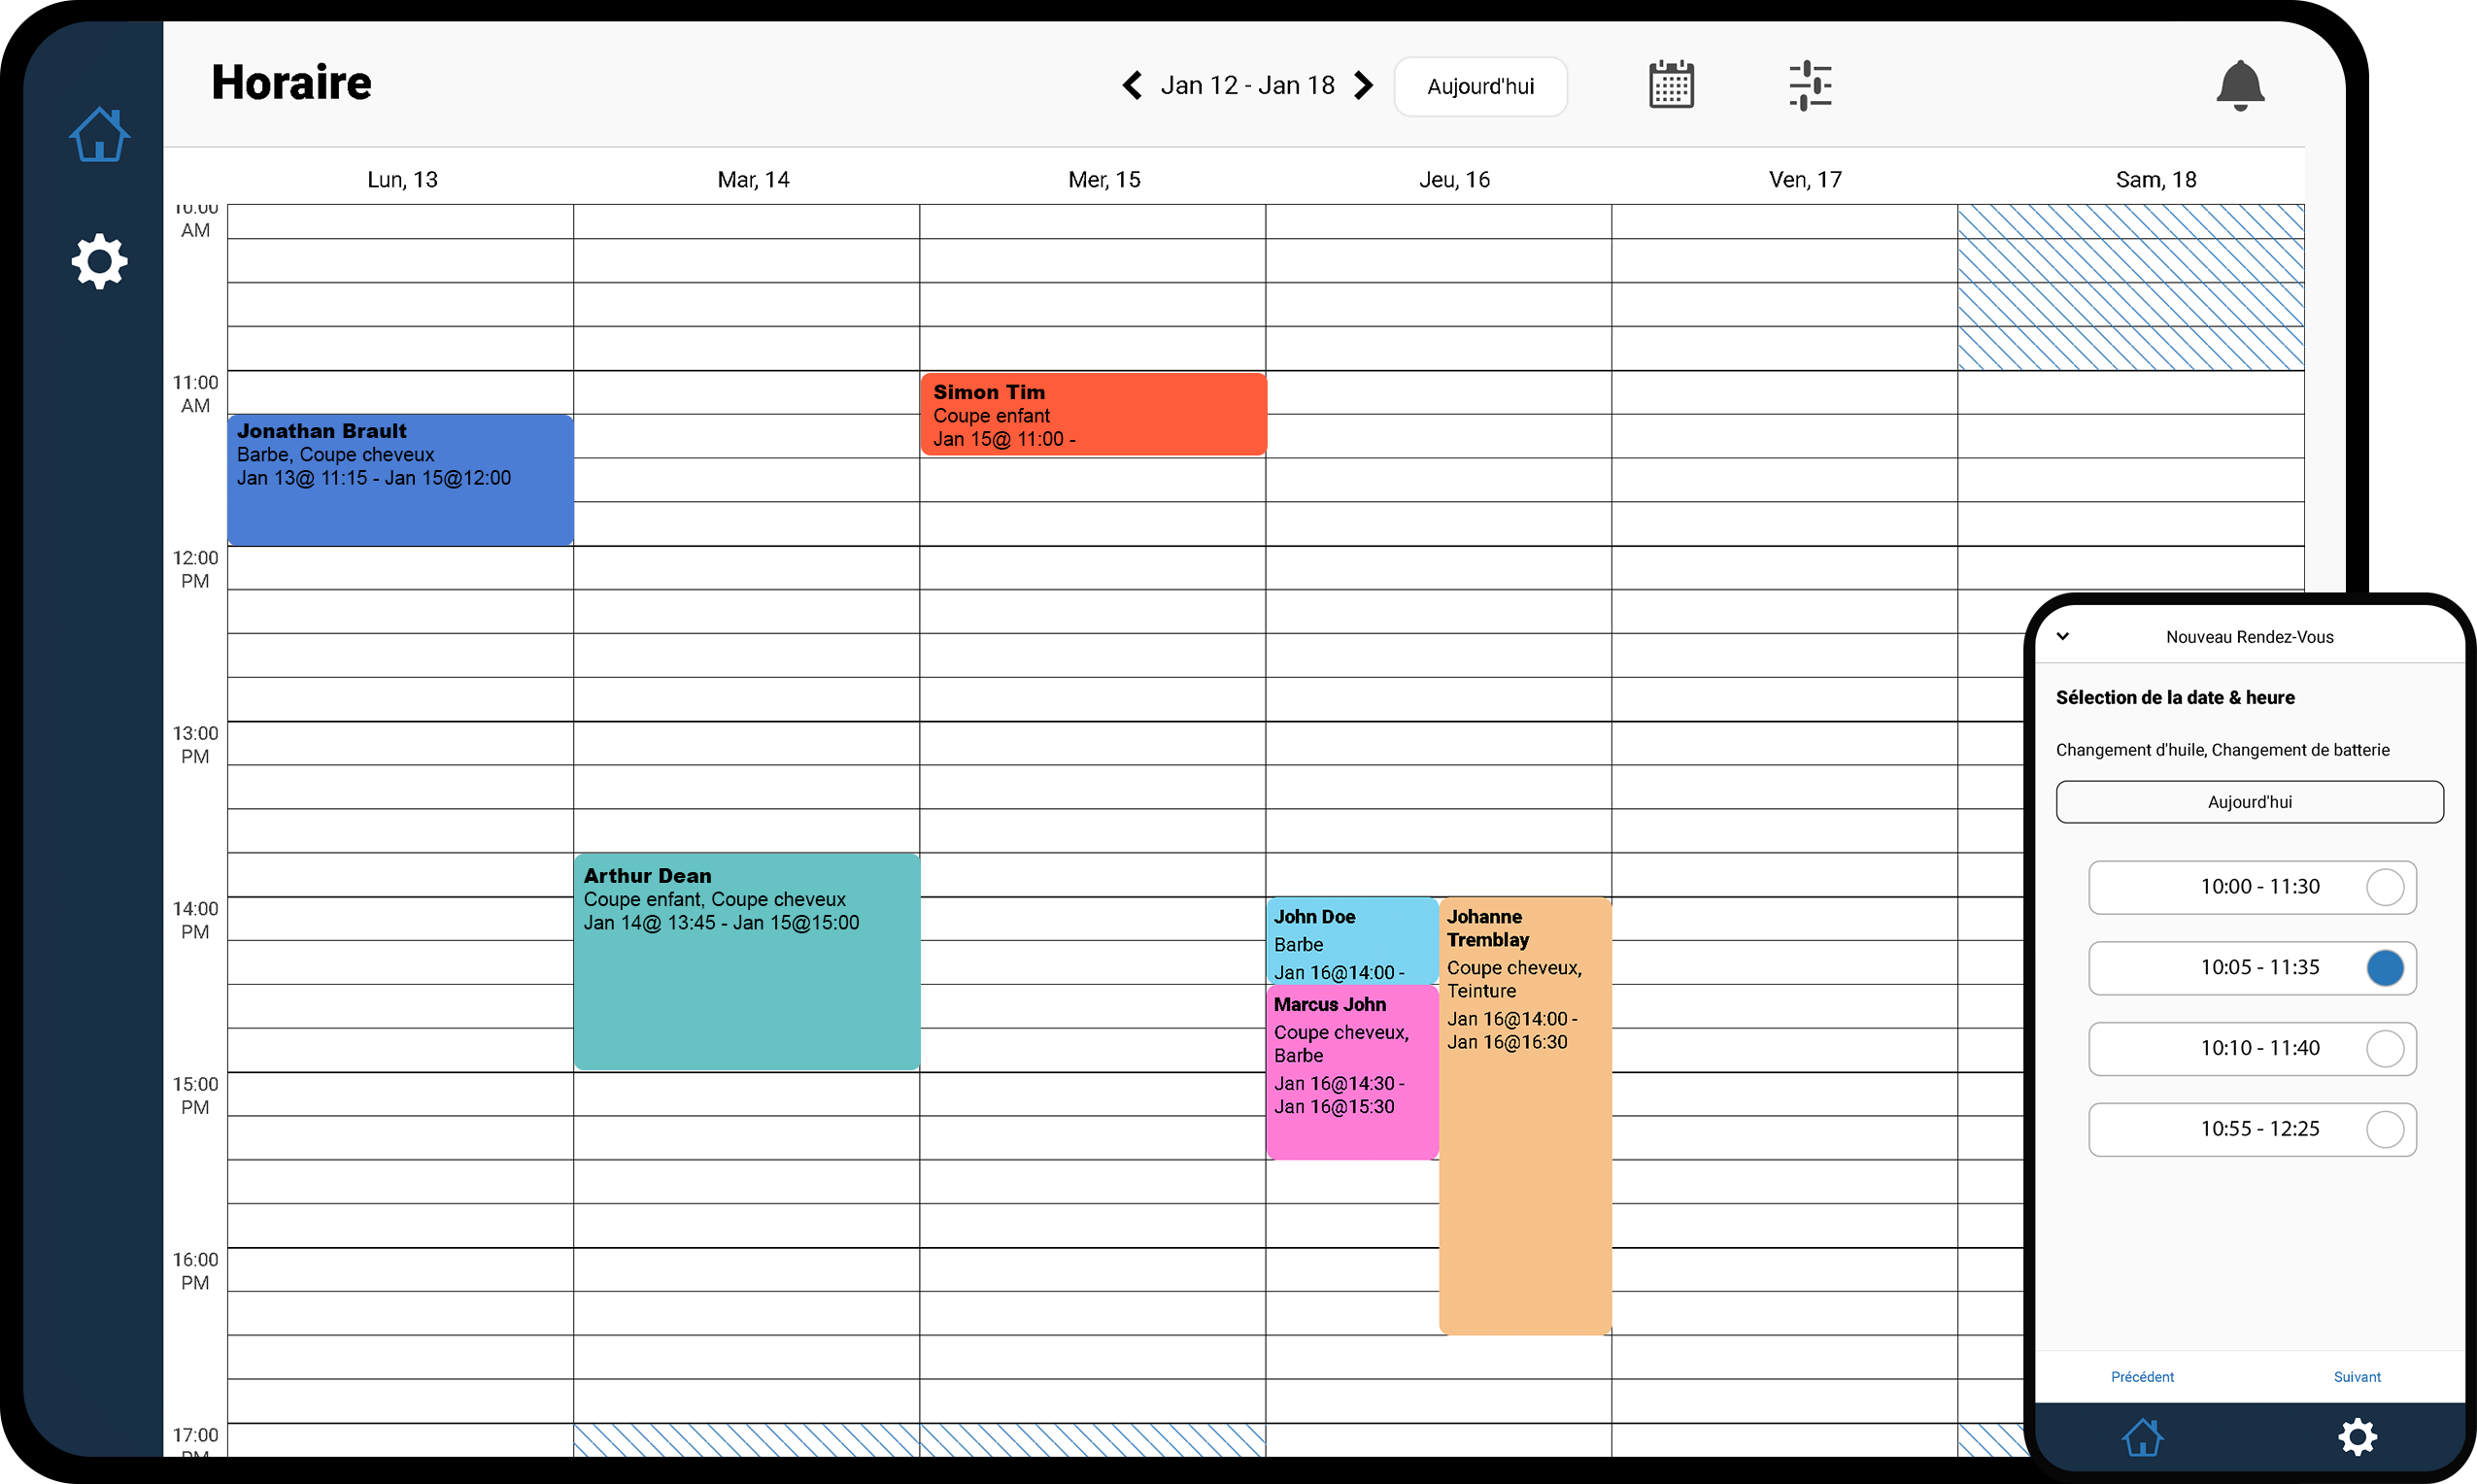 Horaire
Jan 12 - Jan 18
Aujourd'hui
Lun, 13
Mar, 14
Mer, 15
Jeu, 16
Ven, 17
Sam, 18
10:00
AM
11:00
AM
12:00
PM
13:00
PM
14:00
PM
15:00
PM
16:00
PM
17:00
PM
Jonathan Brault
Barbe, Coupe cheveux
Jan 13@ 11:15 - Jan 15@12:00
Arthur Dean
Coupe enfant, Coupe cheveux
Jan 14@ 13:45 - Jan 15@15:00
Simon Tim
Coupe enfant
Jan 15@ 11:00 -
John Doe
Barbe
Jan 16@14:00 -
Marcus John
Coupe cheveux,
Barbe
Jan 16@14:30 -
Jan 16@15:30
Johanne
Tremblay
Coupe cheveux,
Teinture
Jan 16@14:00 -
Jan 16@16:30
Nouveau Rendez-Vous
Sélection de la date & heure
Changement d'huile, Changement de batterie
Aujourd'hui
10:00 - 11:30
10:05 - 11:35
10:10 - 11:40
10:55 - 12:25
Précédent
Suivant